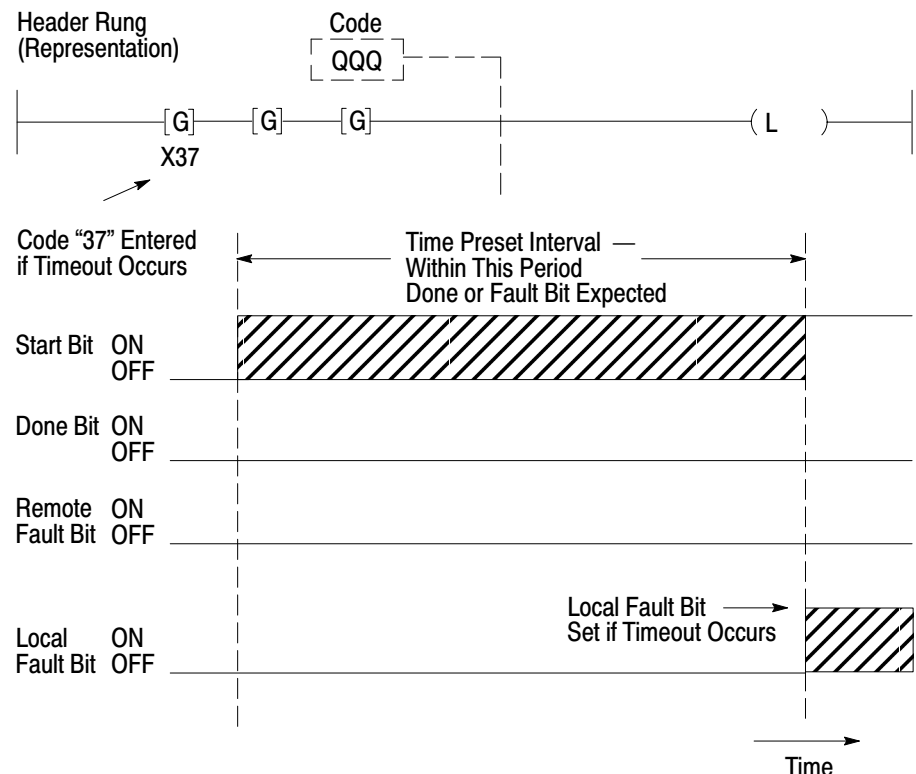 Header Rung
(Representation)
Code
QQQ
[G] [G] [G] ( L )
X37
Code “37” Entered
if Timeout Occurs
Time Preset Interval —
Within This Period
Done or Fault Bit Expected
Start Bit ON
OFF
Done Bit ON
OFF
Remote ON
Fault Bit OFF
Local Fault Bit
Set if Timeout Occurs
Local ON
Fault Bit OFF
Time